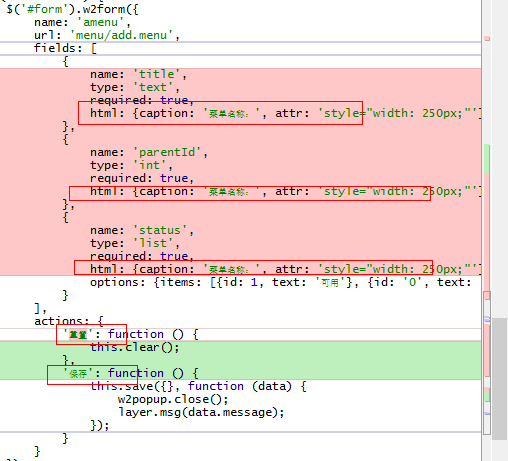 $('#form').w2form({
name: 'amenu',
url: 'menu/add.menu',
fields: [
{
name: 'title',
type: 'text',
required: true,
html: {caption: '菜单名称：', attr: 'style="width: 250px;"'}
},
{
name: 'parentId',
type: 'int',
required: true,
html: {caption: '菜单名称：', attr: 'style="width: 250px;"'}
},
{
name: 'status',
type: 'list',
required: true,
html: {caption: '菜单名称：', attr: 'style="width: 250px;"'}
options: {items: [{id: 1, text: '可用'}, {id: '0', text:
}
],
actions: {
'重置': function () {
this.clear();
},
'保存': function () {
this.save({}, function (data) {
w2popup.close();
layer.msg(data.message);
});
}
}